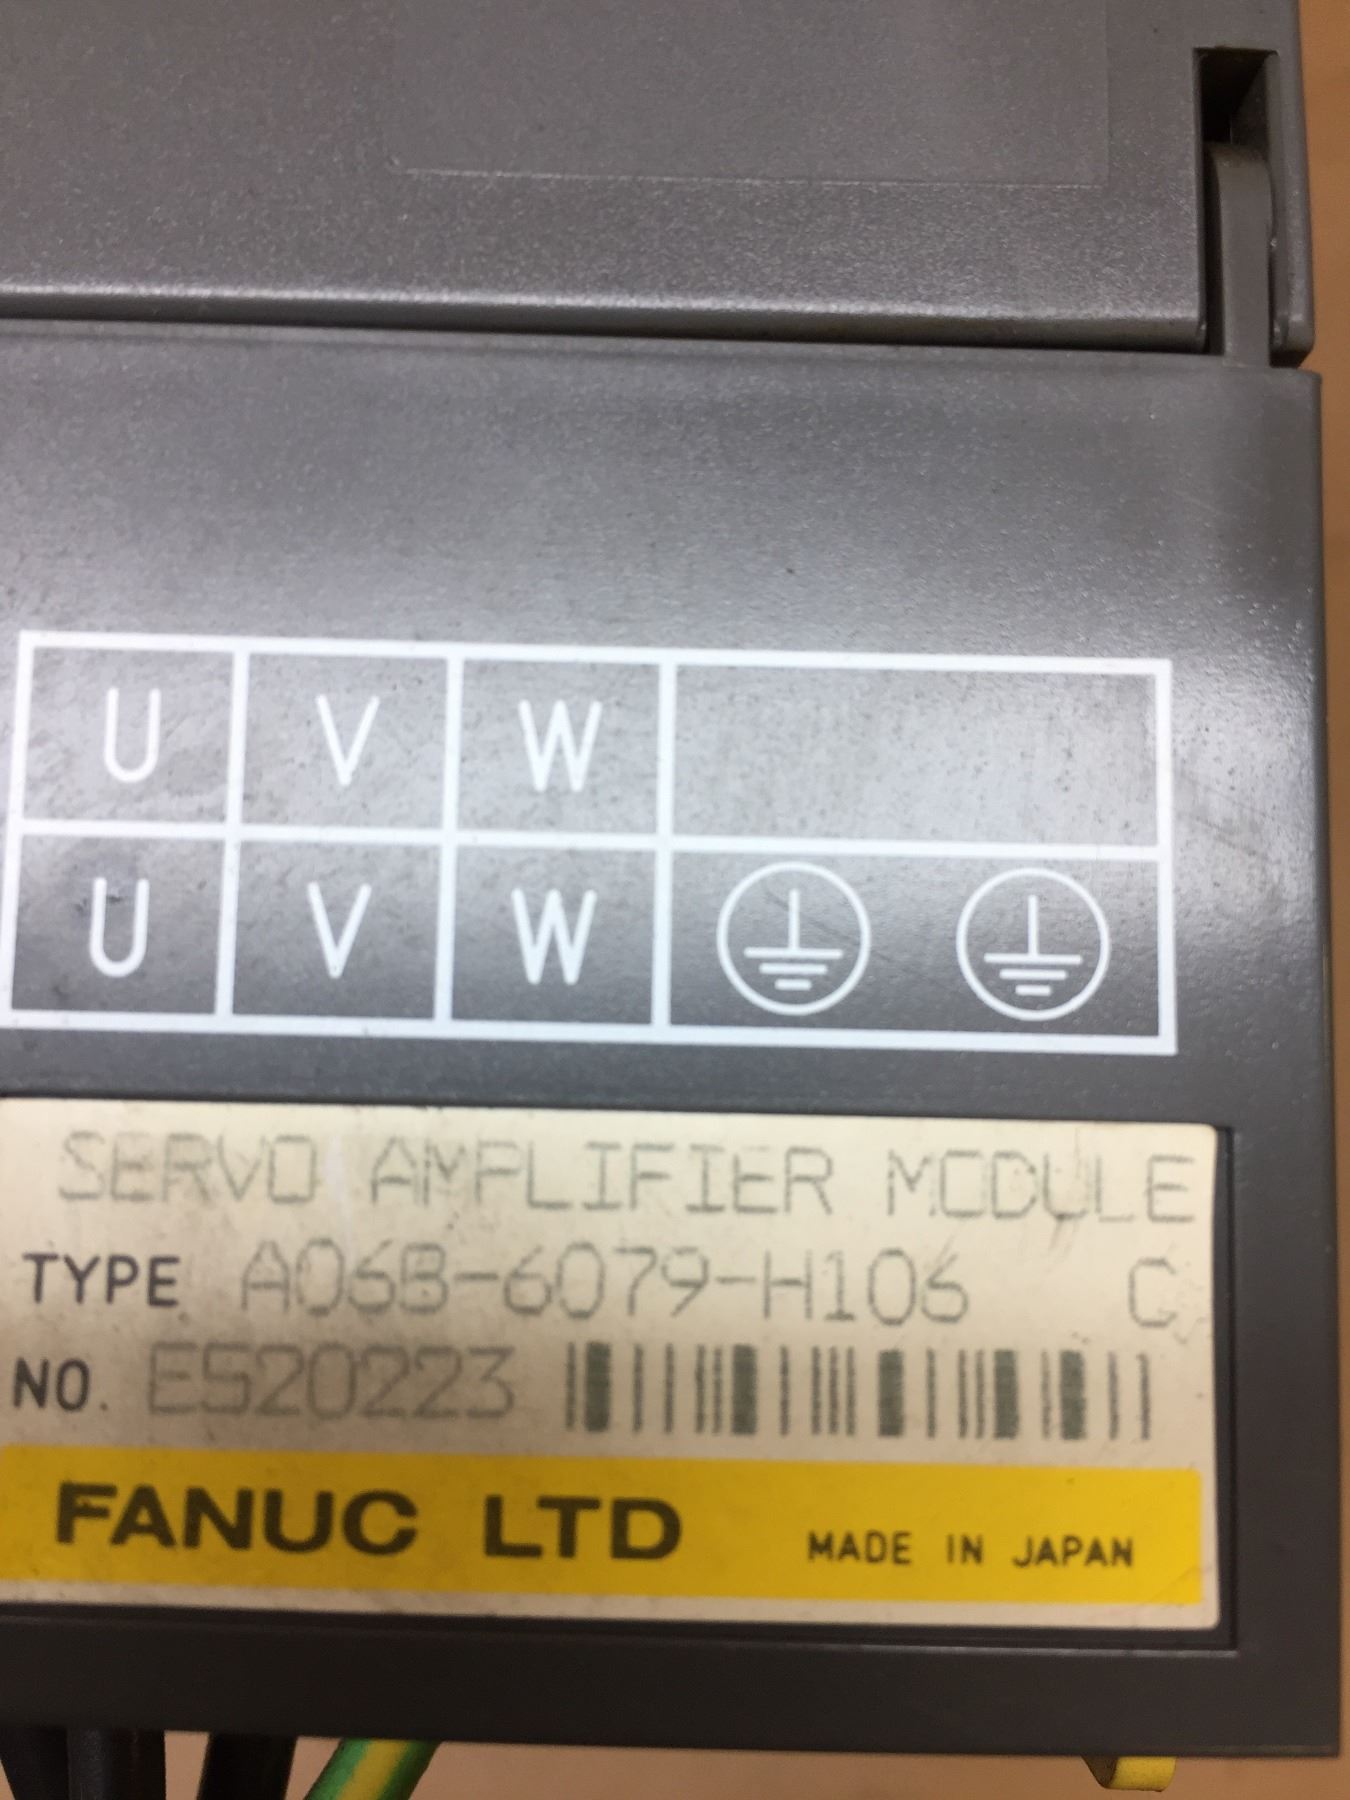 U V W
U V W
SERVO AMPLIFIER MODULE
TYPE A06B-6079-H106 C
NO. E520223
FANUC LTD MADE IN JAPAN